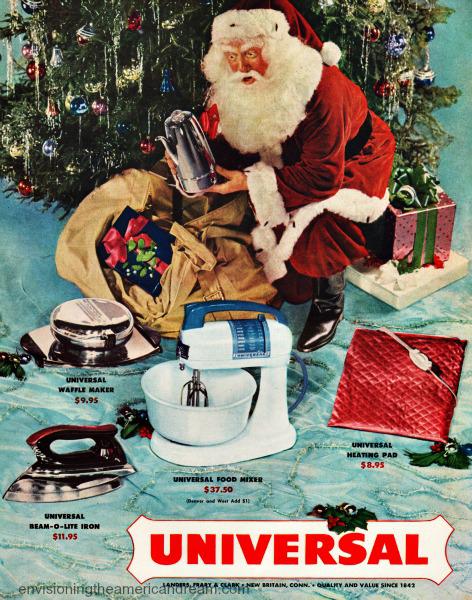 UNIVERSAL
WAFFLE MAKER
$9.95
UNIVERSAL
HEATING PAD
$8.95
UNIVERSAL FOOD MIXER
$37.50
(Denver and West Add $1)
UNIVERSAL
BEAM-O-LITE IRON
$11.95
UNIVERSAL
LANDERS, FRARY & CLARK • NEW BRITAIN, CONN. • QUALITY AND VALUE SINCE 1842
envisioningtheamericandream.com